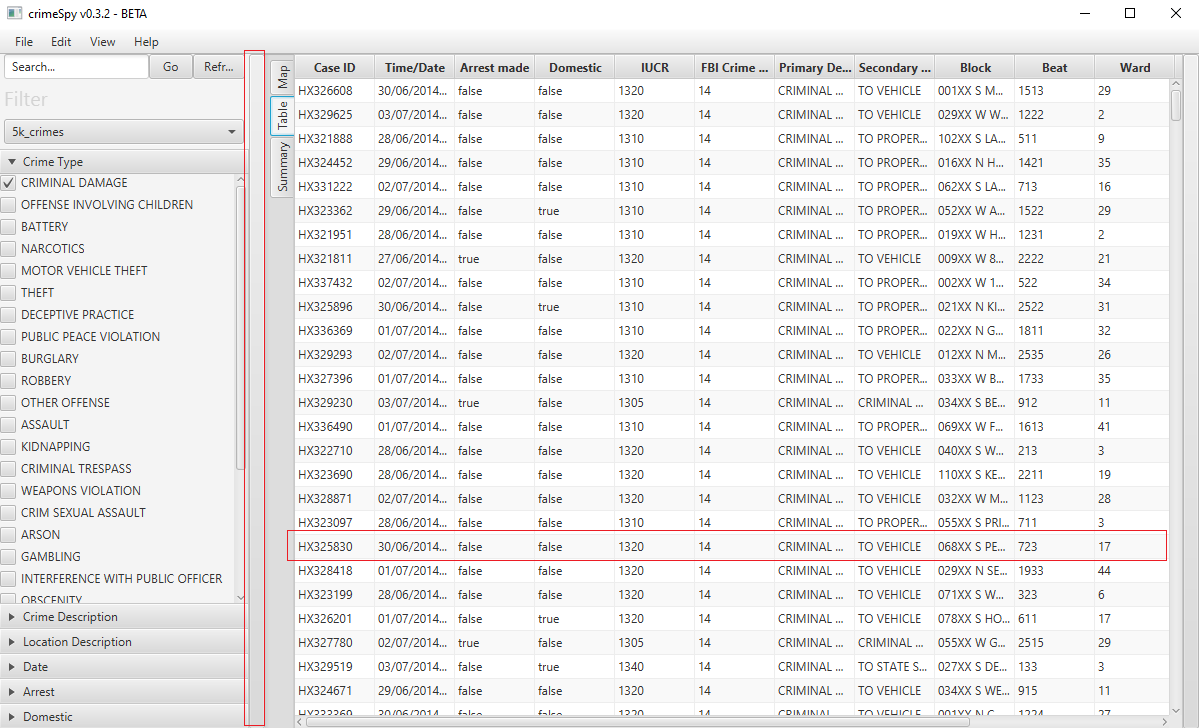 crimeSpy v0.3.2 - BETA
File Edit View Help
Search... Go Refr...
Filter
5k_crimes
Crime Type
CRIMINAL DAMAGE
OFFENSE INVOLVING CHILDREN
BATTERY
NARCOTICS
MOTOR VEHICLE THEFT
THEFT
DECEPTIVE PRACTICE
PUBLIC PEACE VIOLATION
BURGLARY
ROBBERY
OTHER OFFENSE
ASSAULT
KIDNAPPING
CRIMINAL TRESPASS
WEAPONS VIOLATION
CRIM SEXUAL ASSAULT
ARSON
GAMBLING
INTERFERENCE WITH PUBLIC OFFICER
OBSCENITY
Crime Description
Location Description
Date
Arrest
Domestic
Map
Table
Summary
Case ID Time/Date Arrest made Domestic IUCR FBI Crime ... Primary De... Secondary ... Block Beat Ward
HX326608 30/06/2014... false false 1320 14 CRIMINAL ... TO VEHICLE 001XX S M... 1513 29
HX329625 03/07/2014... false false 1320 14 CRIMINAL ... TO VEHICLE 029XX W W... 1222 2
HX321888 28/06/2014... false false 1310 14 CRIMINAL ... TO PROPER... 102XX S LA... 511 9
HX324452 29/06/2014... false false 1310 14 CRIMINAL ... TO PROPER... 016XX N H... 1421 35
HX331222 02/07/2014... false false 1310 14 CRIMINAL ... TO PROPER... 062XX S LA... 713 16
HX323362 29/06/2014... false true 1310 14 CRIMINAL ... TO PROPER... 052XX W A... 1522 29
HX321951 28/06/2014... false false 1310 14 CRIMINAL ... TO PROPER... 019XX W H... 1231 2
HX321811 27/06/2014... true false 1320 14 CRIMINAL ... TO VEHICLE 009XX W 8... 2222 21
HX337432 02/07/2014... false false 1310 14 CRIMINAL ... TO PROPER... 002XX W 1... 522 34
HX325896 30/06/2014... false true 1310 14 CRIMINAL ... TO PROPER... 021XX N KI... 2522 31
HX336369 01/07/2014... false false 1310 14 CRIMINAL ... TO PROPER... 022XX N G... 1811 32
HX329293 02/07/2014... false false 1320 14 CRIMINAL ... TO VEHICLE 012XX N M... 2535 26
HX327396 01/07/2014... false false 1310 14 CRIMINAL ... TO PROPER... 033XX W B... 1733 35
HX329230 03/07/2014... true false 1305 14 CRIMINAL ... CRIMINAL ... 034XX S BE... 912 11
HX336490 01/07/2014... false false 1310 14 CRIMINAL ... TO PROPER... 069XX W F... 1613 41
HX322710 28/06/2014... false false 1320 14 CRIMINAL ... TO VEHICLE 040XX S W... 213 3
HX323690 28/06/2014... false false 1320 14 CRIMINAL ... TO VEHICLE 110XX S KE... 2211 19
HX328871 02/07/2014... false false 1320 14 CRIMINAL ... TO VEHICLE 032XX W M... 1123 28
HX323097 28/06/2014... false false 1310 14 CRIMINAL ... TO PROPER... 055XX S PRI... 711 3
HX325830 30/06/2014... false false 1320 14 CRIMINAL ... TO VEHICLE 068XX S PE... 723 17
HX328418 01/07/2014... false false 1320 14 CRIMINAL ... TO VEHICLE 029XX N SE... 1933 44
HX323199 28/06/2014... false false 1320 14 CRIMINAL ... TO VEHICLE 071XX S W... 323 6
HX326201 01/07/2014... false true 1320 14 CRIMINAL ... TO VEHICLE 078XX S HO... 611 17
HX327780 02/07/2014... true false 1305 14 CRIMINAL ... CRIMINAL ... 055XX W G... 2515 29
HX329519 03/07/2014... false true 1340 14 CRIMINAL ... TO STATE S... 027XX S DE... 133 3
HX324671 29/06/2014... false false 1320 14 CRIMINAL ... TO VEHICLE 034XX S WE... 915 11
HX333369 30/06/2014... false false 1320 14 CRIMINAL ... TO VEHICLE 001XX N C... 1224 27